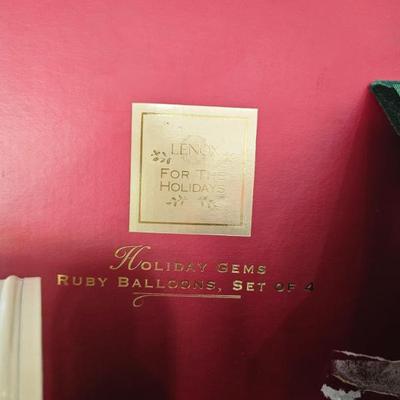 LENOX
FOR THE
HOLIDAYS
HOLIDAY GEMS
RUBY BALLOONS, SET OF 4